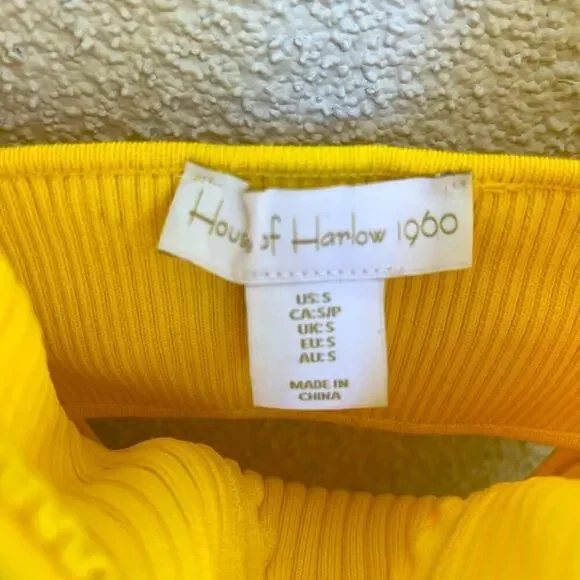 House of Harlow 1960
US: S
CA: S/P
UK: S
EU: S
AU: S
MADE IN
CHINA